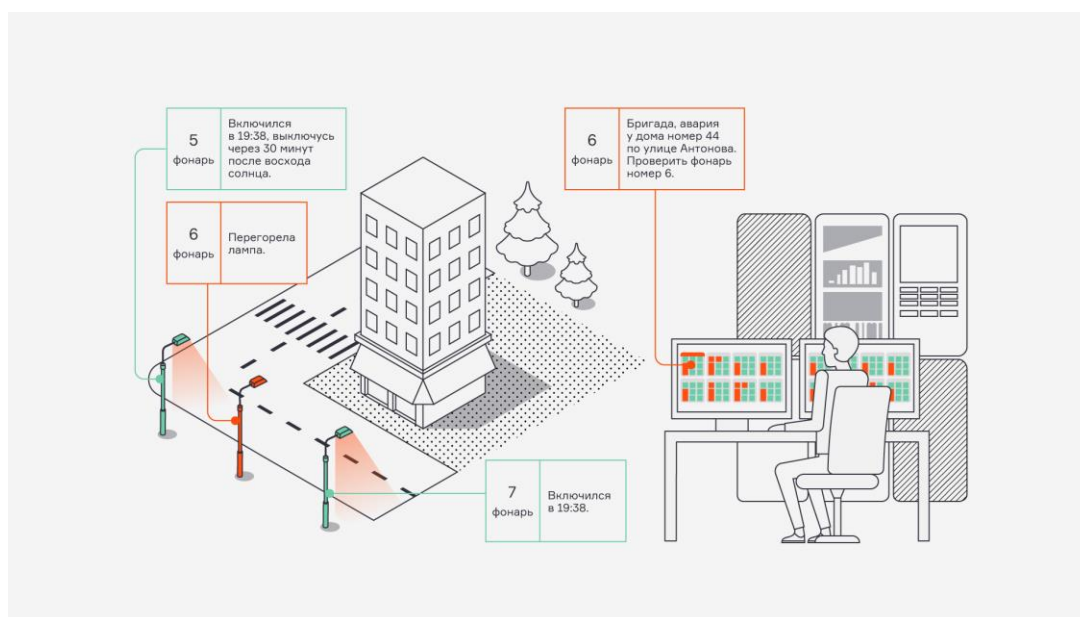 5
фонарь
Включился
в 19:38, выключусь
через 30 минут
после восхода
солнца.
6
фонарь
Перегорела
лампа.
6
фонарь
Бригада, авария
у дома номер 44
по улице Антонова.
Проверить фонарь
номер 6.
7
фонарь
Включился
в 19:38.